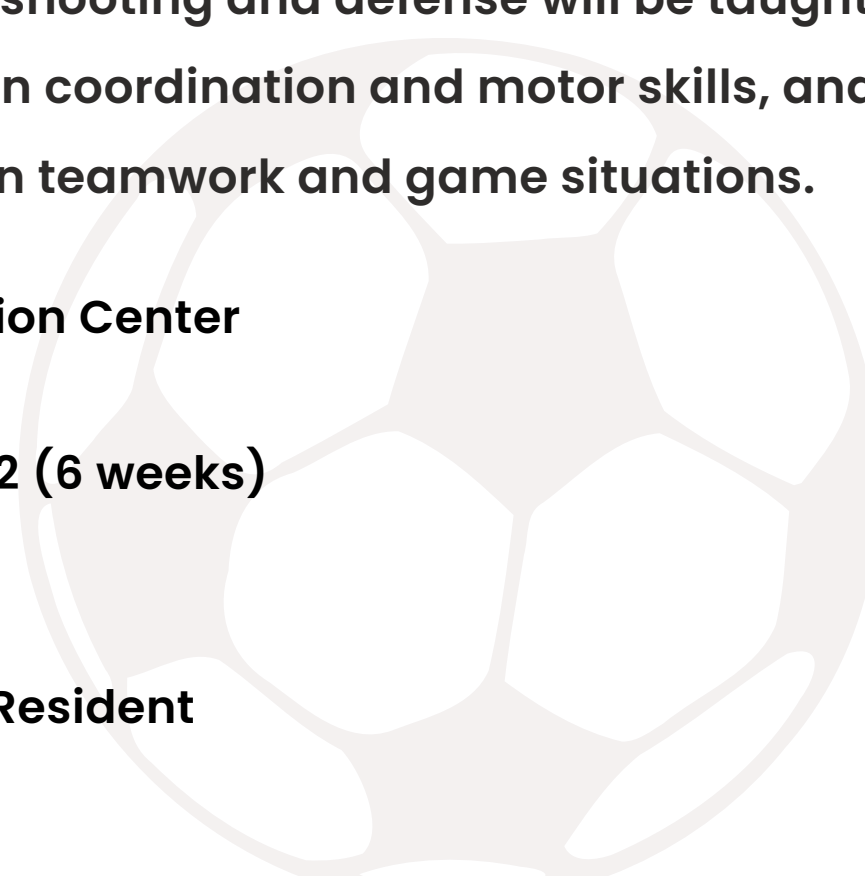 shooting and defense will be taught
n coordination and motor skills, and
n teamwork and game situations.
ion Center
2 (6 weeks)
Resident